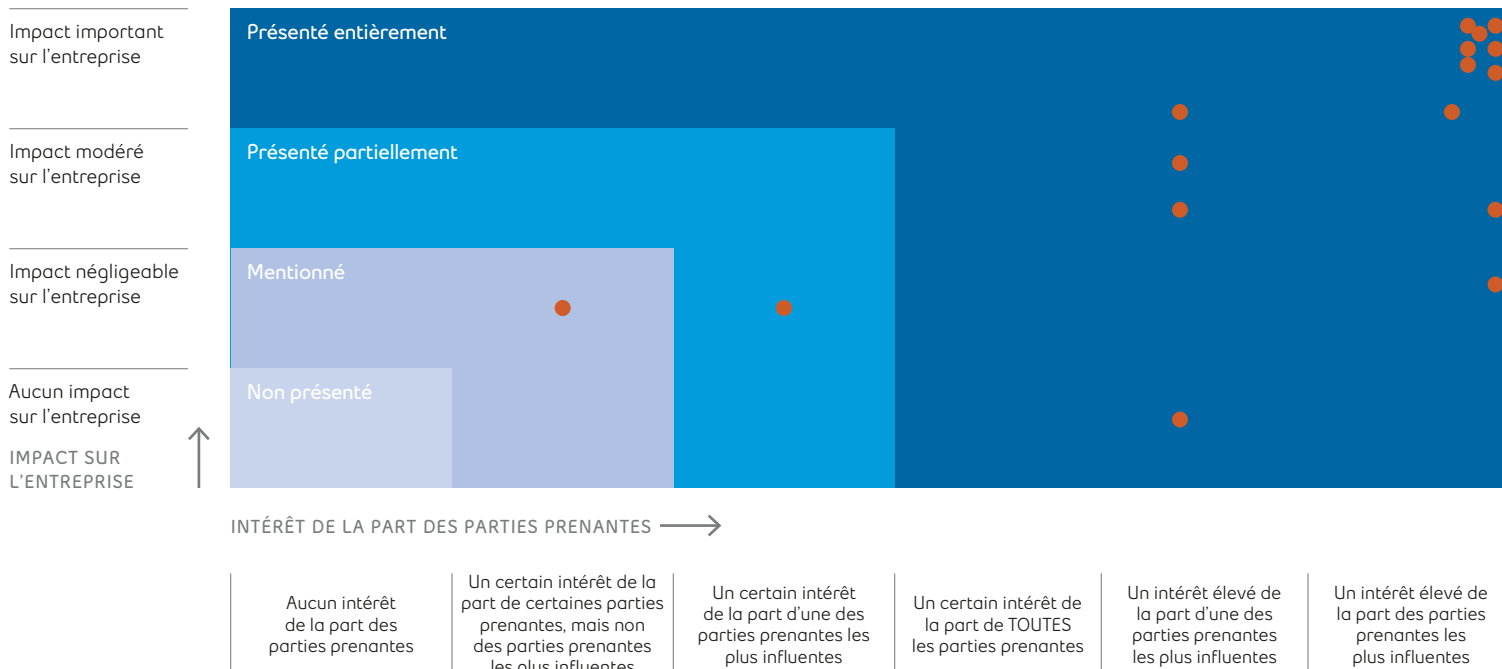 Impact important
sur l'entreprise
Présenté entièrement
Impact modéré
sur l'entreprise
Présenté partiellement
Impact négligeable
sur l'entreprise
Mentionné
Aucun impact
sur l'entreprise
Non présenté
IMPACT SUR
L'ENTREPRISE
INTÉRÊT DE LA PART DES PARTIES PRENANTES
Aucun intérêt
de la part des
parties prenantes
Un certain intérêt de la
part de certaines parties
prenantes, mais non
des parties prenantes
les plus influentes
Un certain intérêt
de la part d'une des
parties prenantes les
plus influentes
Un certain intérêt de
la part de TOUTES
les parties prenantes
Un intérêt élevé de
la part d'une des
parties prenantes
les plus influentes
Un intérêt élevé de
la part des parties
prenantes les
plus influentes